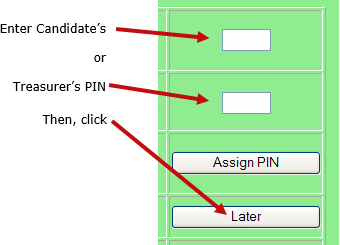 Enter Candidate's
or
Treasurer's PIN
Then, click
Assign PIN
Later